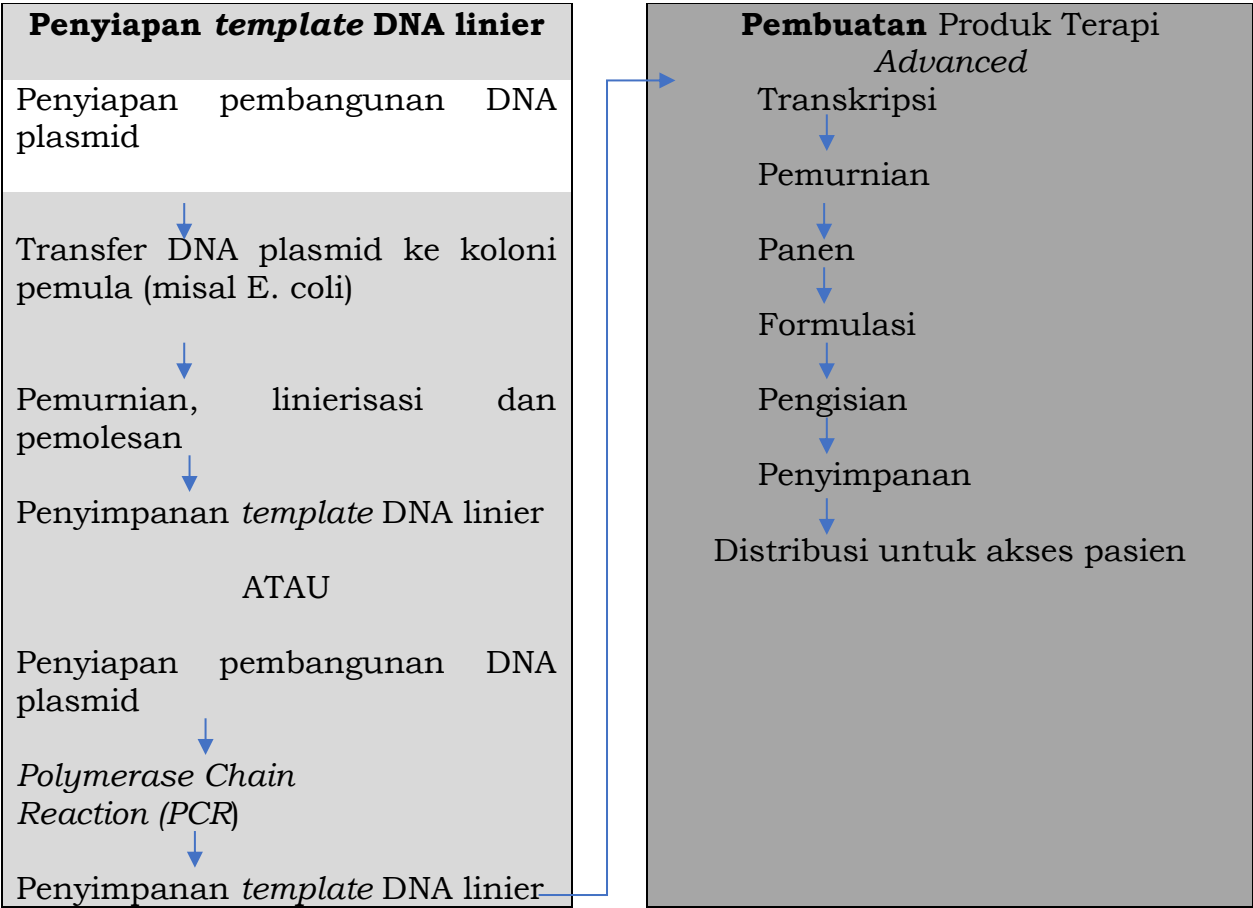 Penyiapan template DNA linier
Penyiapan pembangunan DNA
plasmid
Transfer DNA plasmid ke koloni
pemula (misal E. coli)
Pemurnian, linierisasi dan
pemolesan
Penyimpanan template DNA linier
ATAU
Penyiapan pembangunan DNA
plasmid
Polymerase Chain
Reaction (PCR)
Penyimpanan template DNA linier
Pembuatan Produk Terapi
Advanced
Transkripsi
Pemurnian
Panen
Formulasi
Pengisian
Penyimpanan
Distribusi untuk akses pasien